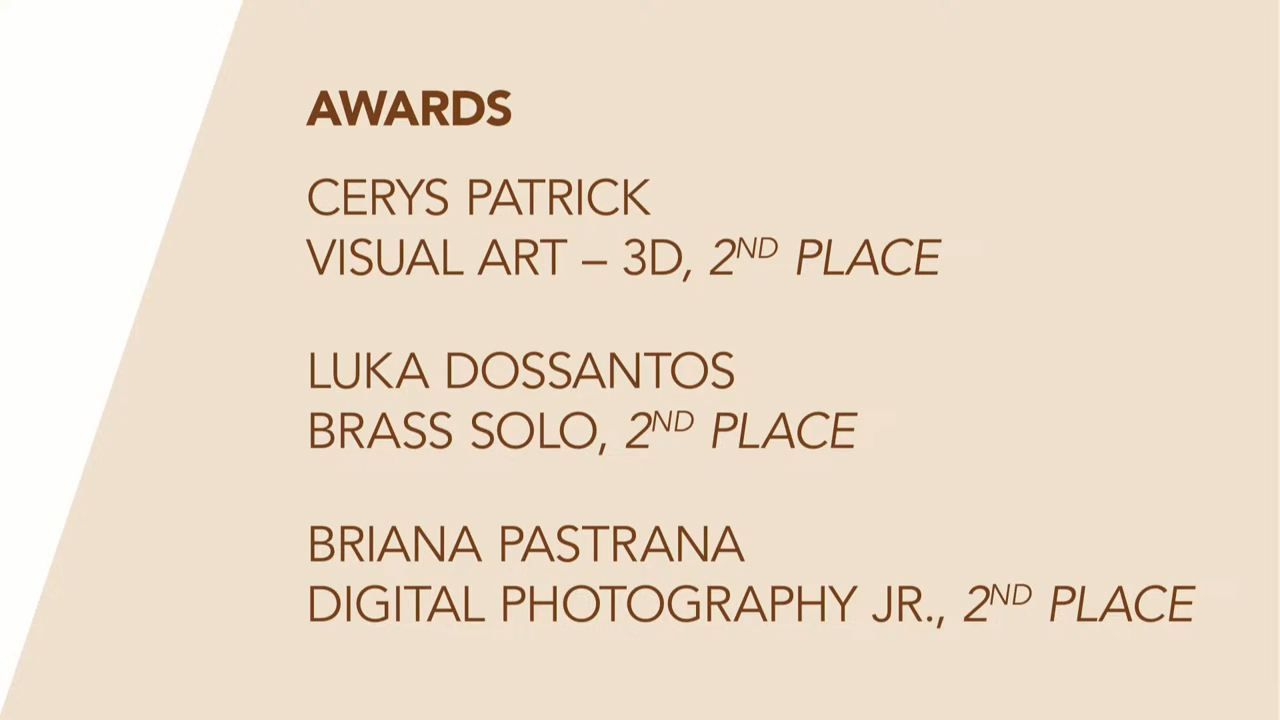 AWARDS
CERYS PATRICK
VISUAL ART – 3D, 2ND PLACE
LUKA DOSSANTOS
BRASS SOLO, 2ND PLACE
BRIANA PASTRANA
DIGITAL PHOTOGRAPHY JR., 2ND PLACE